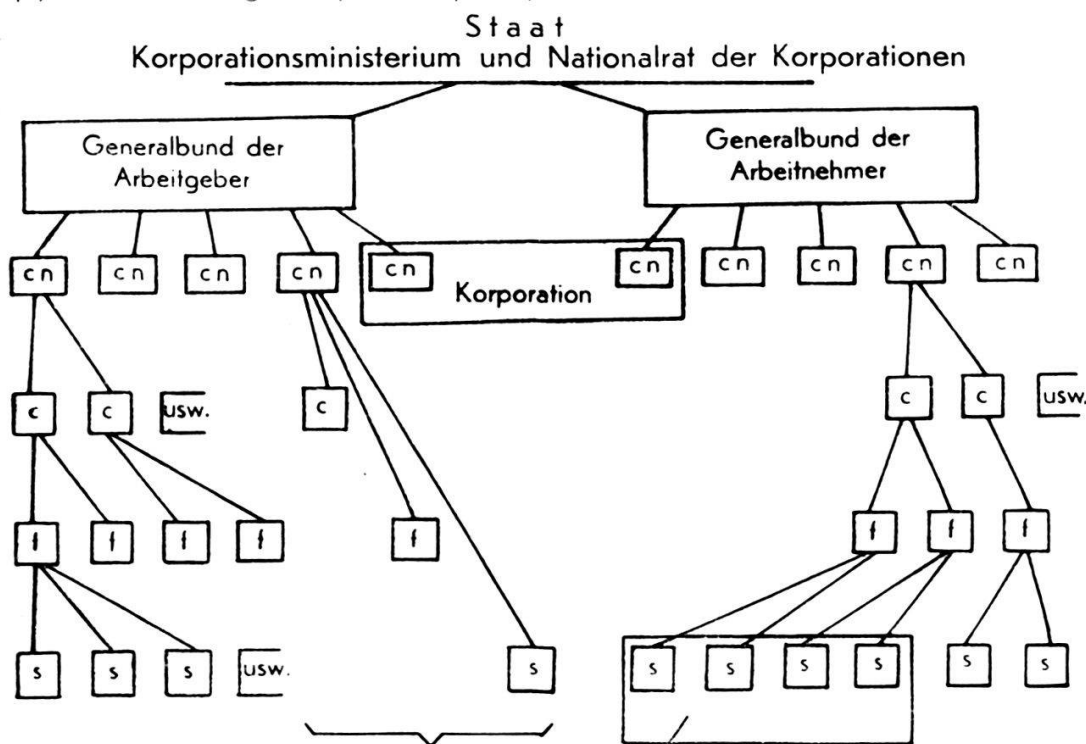 Staat
Korporationsministerium und Nationalrat der Korporationen
Generalbund der
Arbeitgeber
Generalbund der
Arbeitnehmer
cn cn cn cn cn cn cn cn cn cn cn
Korporation
c c usw. c c c usw.
f f f f f f f f
s s s usw. s s s s s s s